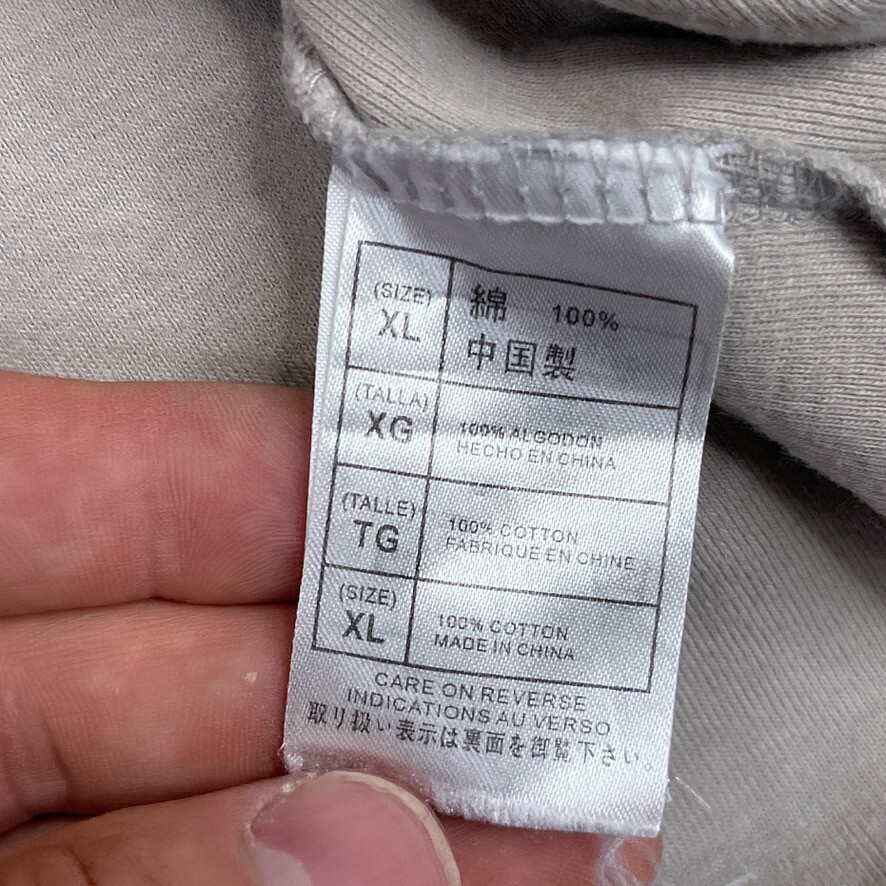 (SIZE)
XL
綿 100%
中国製
(TALLA)
XG
100% ALGODON
HECHO EN CHINA
(TALLE)
TG
100% COTTON
FABRIQUE EN CHINE
(SIZE)
XL
100% COTTON
MADE IN CHINA
CARE ON REVERSE
INDICATIONS AU VERSO
取り扱い表示は裏面を御覧下さい。